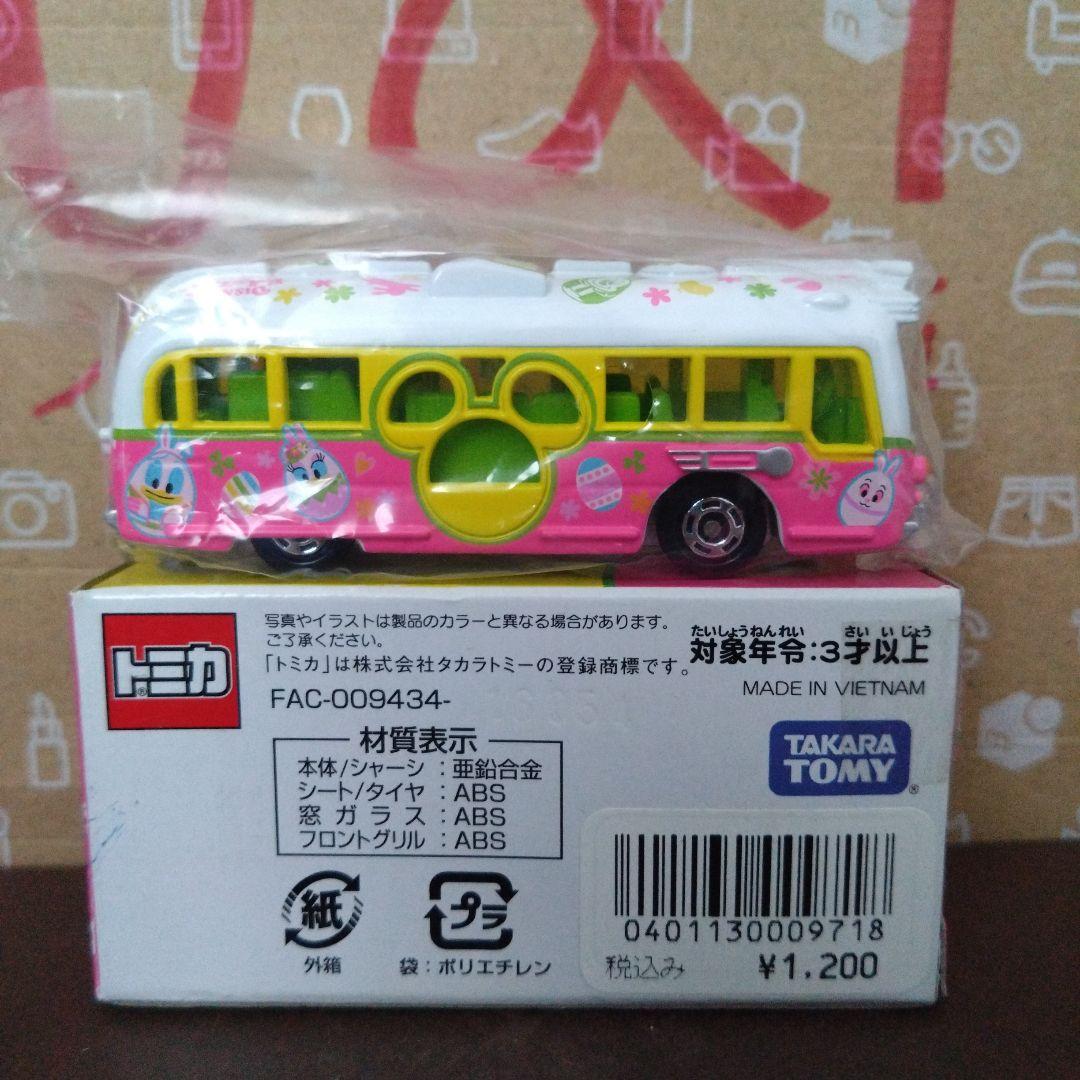 トミカ®
写真やイラストは製品のカラーと異なる場合があります。
ご了承ください。
「トミカ」は株式会社タカラトミーの登録商標です。
FAC-009434-
たいしょうねんれい さい い じょう
対象年令:3才以上
MADE IN VIETNAM
材質表示
本体/シャーシ:亜鉛合金
シート/タイヤ:ABS
窓ガラス:ABS
フロントグリル:ABS
TAKARA
TOMY®
紙
外箱
プラ
袋:ポリエチレン
0401130009718
税込み ¥1.200